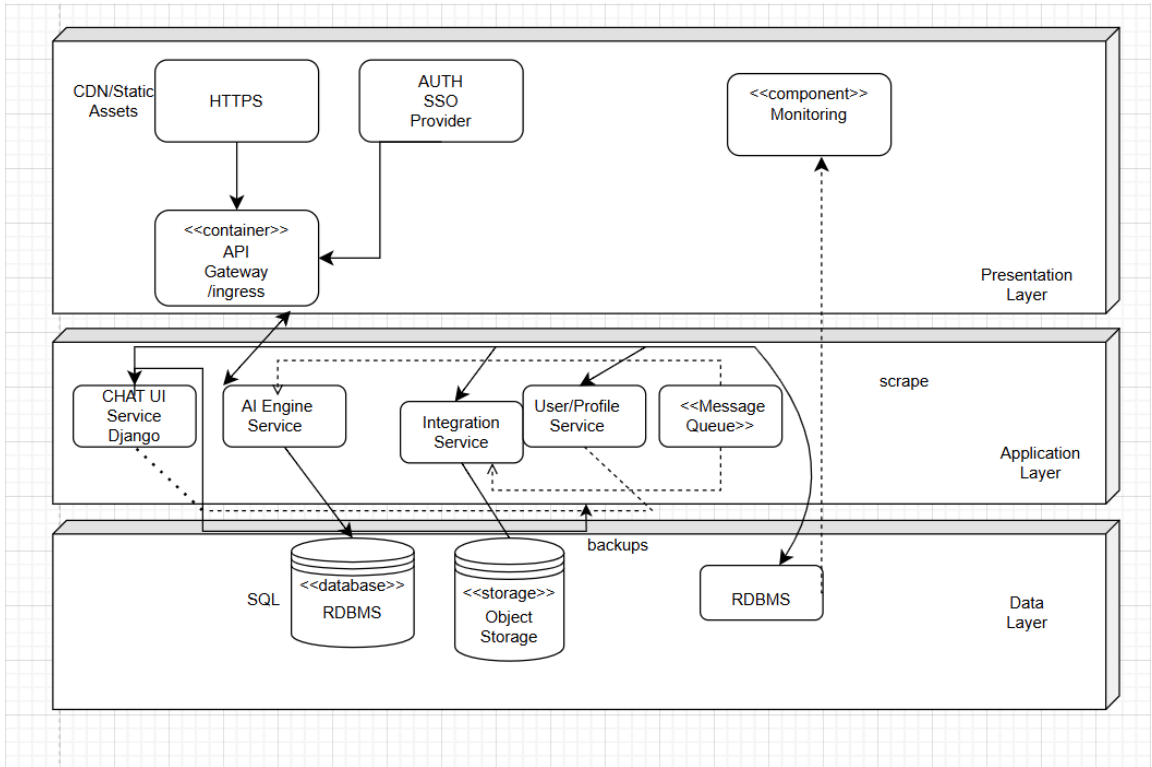 CDN/Static
Assets
HTTPS
AUTH
SSO
Provider
<<component>>
Monitoring
<<container>>
API
Gateway
/ingress
Presentation
Layer
CHAT UI
Service
Django
AI Engine
Service
Integration
Service
User/Profile
Service
<<Message
Queue>>
scrape
Application
Layer
backups
SQL
<<database>>
RDBMS
<<storage>>
Object
Storage
RDBMS
Data
Layer